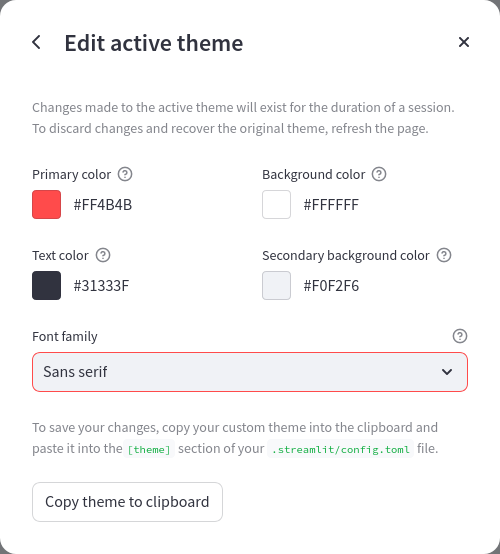 Edit active theme
Changes made to the active theme will exist for the duration of a session.
To discard changes and recover the original theme, refresh the page.
Primary color
Background color
#FF4B4B
#FFFFFF
Text color
Secondary background color
#31333F
#F0F2F6
Font family
Sans serif
To save your changes, copy your custom theme into the clipboard and
paste it into the [theme] section of your .streamlit/config.toml file.
Copy theme to clipboard